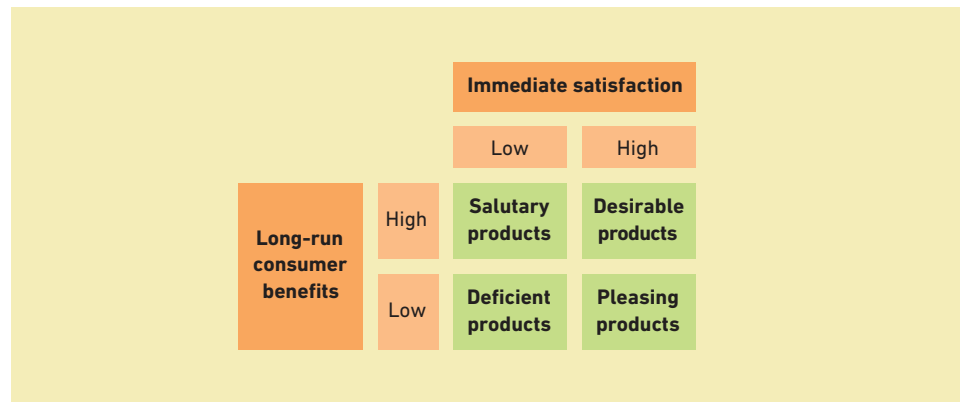 Immediate satisfaction
Low
High
Long-run
consumer
benefits
High
Salutary
products
Desirable
products
Low
Deficient
products
Pleasing
products